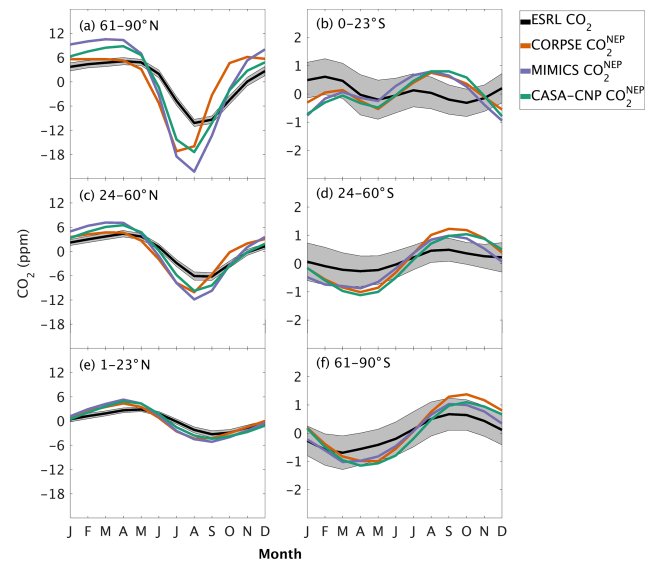 (a) 61–90°N
12
6
0
-6
-12
-18
(b) 0–23°S
2
1
0
-1
-2
ESRL CO₂
CORPSE CO₂ᴺᴱᴾ
MIMICS CO₂ᴺᴱᴾ
CASA–CNP CO₂ᴺᴱᴾ
(c) 24–60°N
12
6
0
-6
-12
-18
CO₂ (ppm)
(d) 24–60°S
2
1
0
-1
-2
(e) 1–23°N
12
6
0
-6
-12
-18
J F M A M J J A S O N D
(f) 61–90°S
2
1
0
-1
-2
J F M A M J J A S O N D
Month